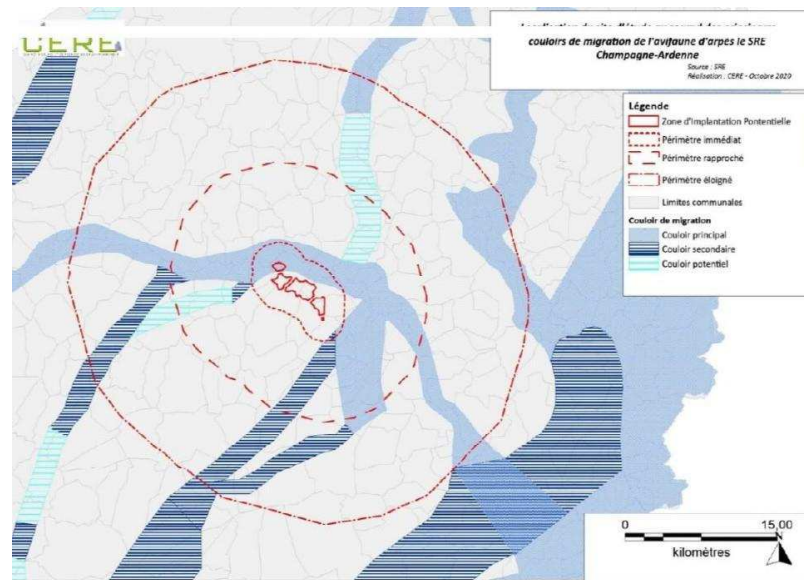 CERE
couloirs de migration de l'avifaune d'arpès le SRE
Champagne-Ardenne
Source : SRE
Réalisation : CERE - Octobre 2020
Légende
Zone d'Implantation Pontentielle
Périmètre immédiat
Périmètre rapproché
Périmètre éloigné
Limites communales
Couloir de migration
Couloir principal
Couloir secondaire
Couloir potentiel
0 15,00
N
kilomètres